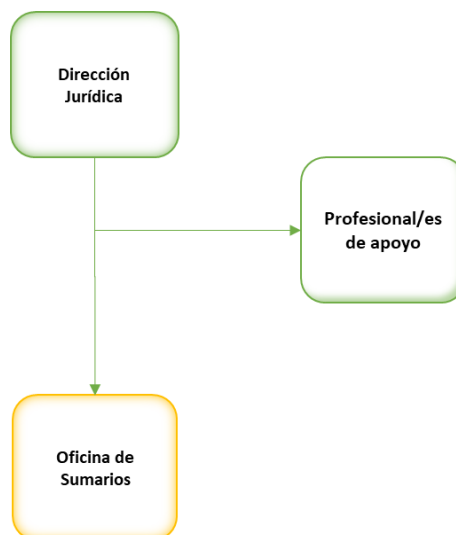 Dirección
Jurídica
Profesional/es
de apoyo
Oficina de
Sumarios